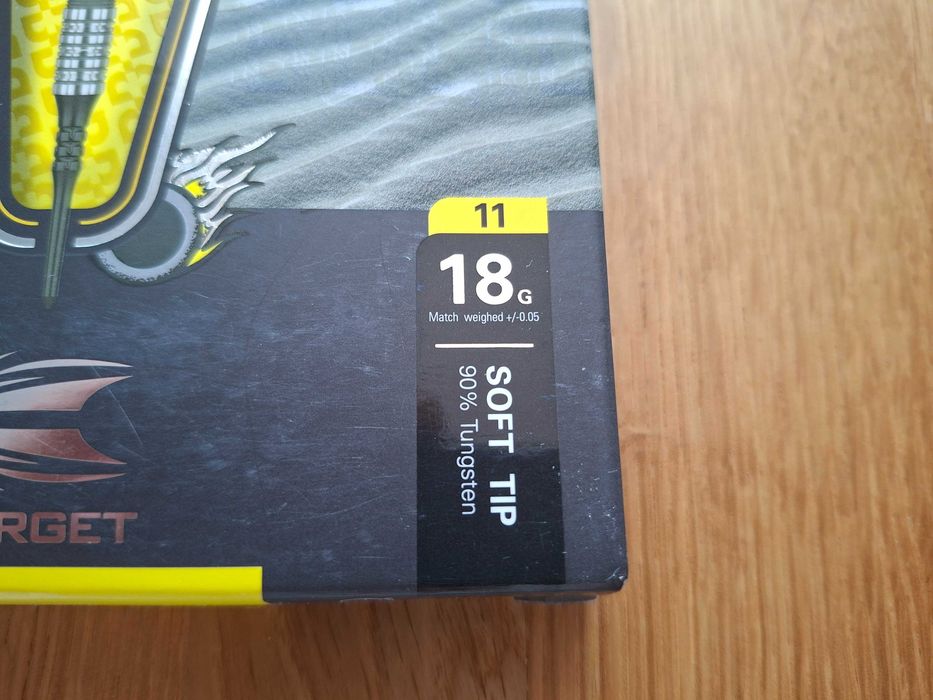 11
18G
Match weighed +/-0.05
SOFT TIP
90% Tungsten
RGET